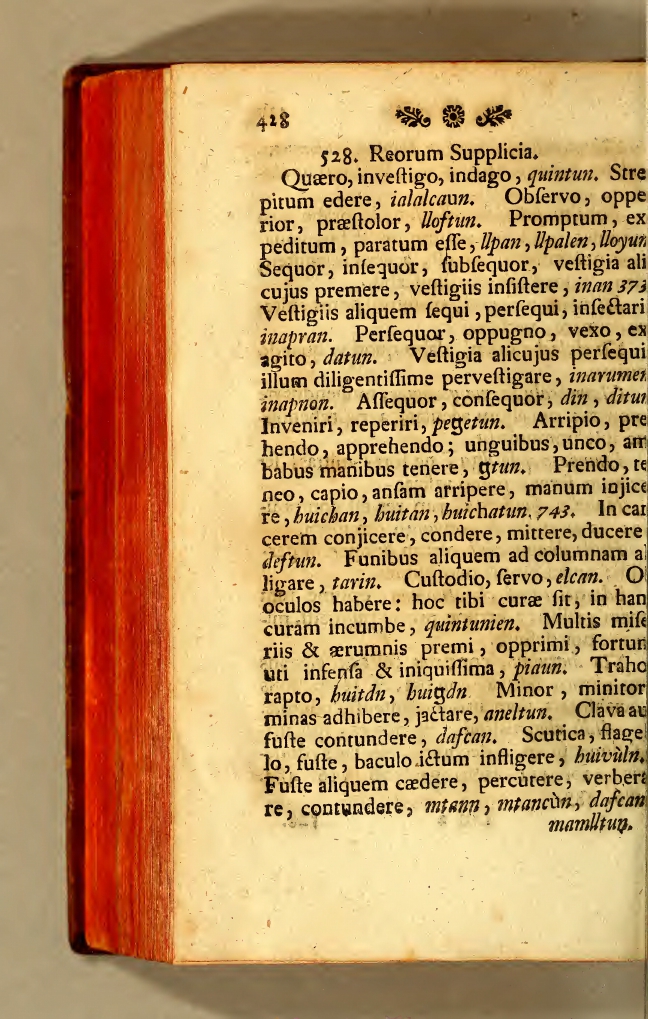 428
528. Reorum Supplicia.
Quæro, inveſtigo, indago, quintun. Stre
pitum edere, ialalcaun. Obſervo, oppe
rior, præſtolor, lloftun. Promptum, ex
peditum, paratum eſſe, llpan, llpalen, lloyun
Sequor, inſequor, ſubſequor, veſtigia ali
cujus premere, veſtigiis inſiſtere, inan 373
Veſtigiis aliquem ſequi, perſequi, inſectari
inapran. Perſequor, oppugno, vexo, ex
agito, datun. Veſtigia alicujus perſequi
illum diligentiſſime perveſtigare, inarumen
inapnon. Aſſequor, conſequor, din, ditun
Inveniri, reperiri, pegetun. Arripio, pre
hendo, apprehendo; unguibus, unco, am
babus manibus tenere, gtun. Prendo, te
neo, capio, anſam arripere, manum injice
re, huichan, huitan, huichatun. 743. In car
cerem conjicere, condere, mittere, ducere
deftun. Funibus aliquem ad columnam al
ligare, tarin. Cuſtodio, ſervo, elcan. O
oculos habere: hoc tibi curæ ſit, in han
curam incumbe, quintunien. Multis miſe
riis & ærumnis premi, opprimi, fortun
uti infenſa & iniquiſſima, piaun. Traho
rapto, huitdn, huigdn Minor, minitor
minas adhibere, jactare, aneltun. Clava au
fuſte contundere, dafcan. Scutica, flagel
lo, fuſte, baculo ictum infligere, huivùln.
Fuſte aliquem cædere, percutere, verbera
re, contundere, mtann, mtancùn, dafcan
mamlltun.